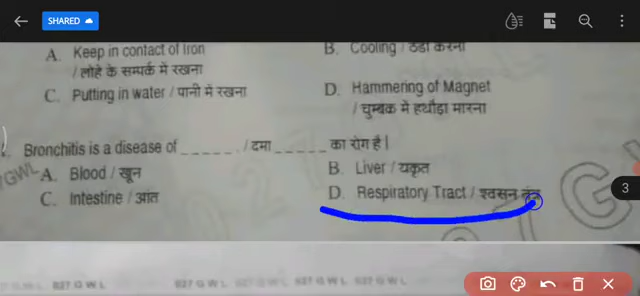 SHARED
A. Keep in contact of Iron
/ लोहे के सम्पर्क में रखना
B. Cooling / ठंडा करना
C. Putting in water / पानी में रखना
D. Hammering of Magnet
/ चुम्बक में हथौड़ा मारना
Bronchitis is a disease of ______ / दमा ______ का रोग है।
A. Blood / खून
B. Liver / यकृत
C. Intestine / आंत
D. Respiratory Tract / श्वसन
3
827 G W L